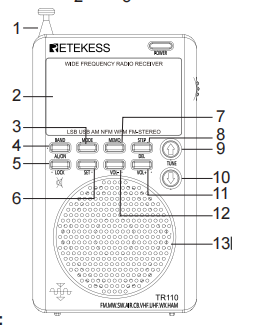 1
RETEKESS
POWER
WIDE FREQUENCY RADIO RECEIVER
2
7
LSB USB AM NFM WFM FM-STEREO
3
8
BAND MODE MEMO STEP
4
9
AL/ON DEL
TUNE
5
LOCK SET VOL- VOL+
10
6
11
12
13
TR110
FM.MW.SW.AIR.CB.VHF.UHF.WX.HAM